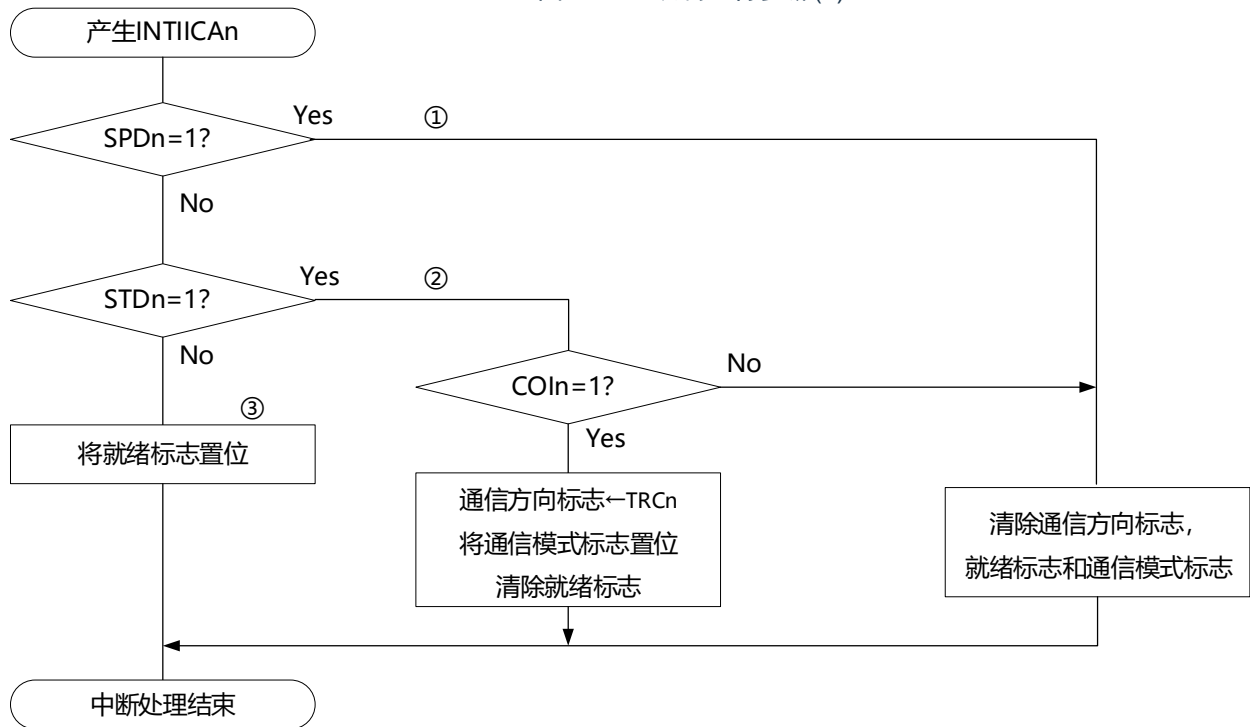 产生INTIICAn
Yes
①
SPDn=1?
No
Yes
②
STDn=1?
No
No
COIn=1?
③
Yes
将就绪标志置位
通信方向标志←TRCn
将通信模式标志置位
清除就绪标志
清除通信方向标志,
就绪标志和通信模式标志
中断处理结束